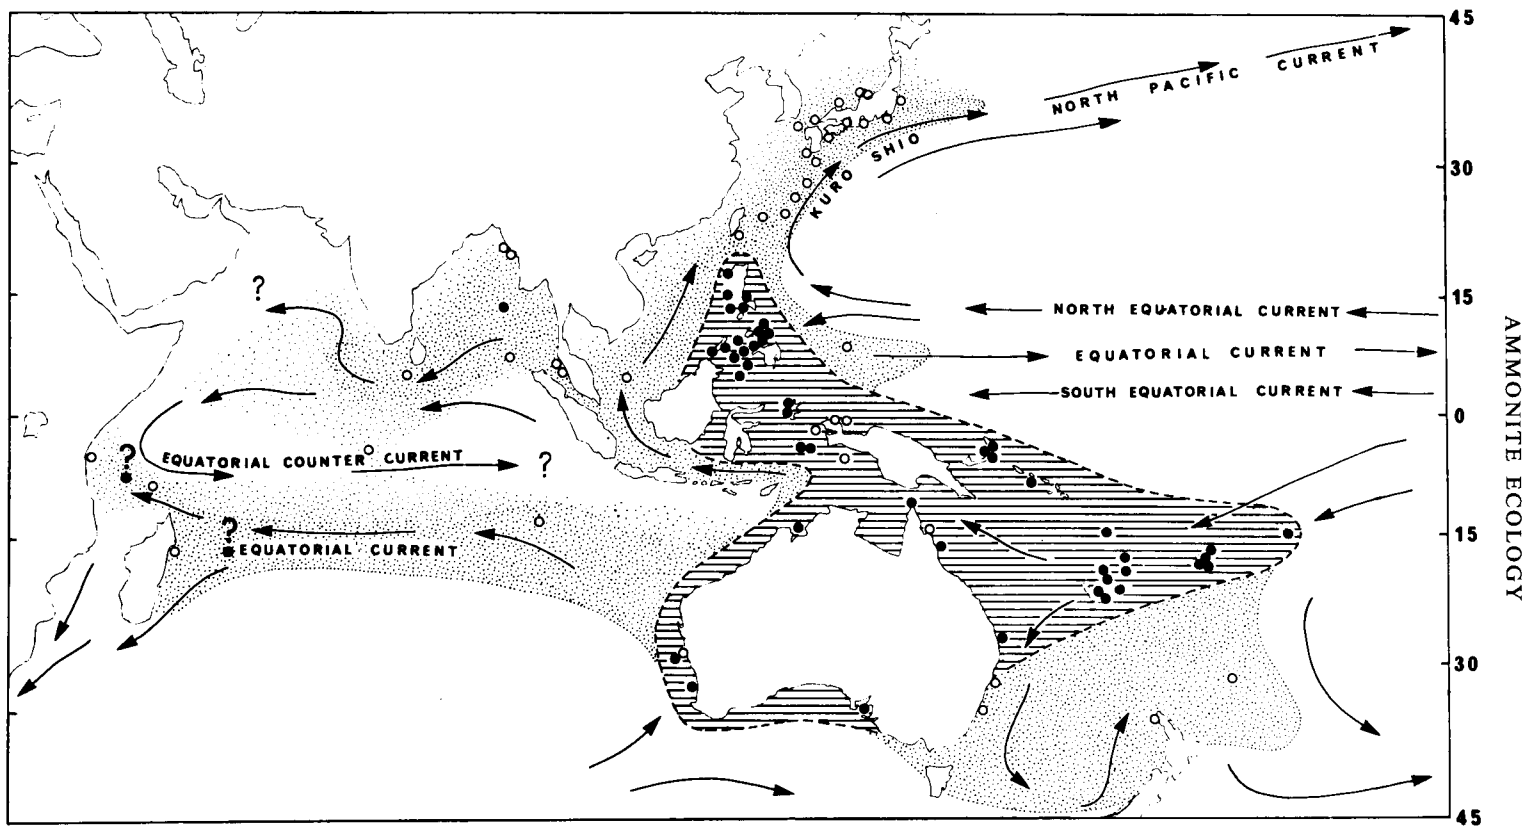 45
NORTH PACIFIC CURRENT
KURO SHIO
30
?
15
NORTH EQUATORIAL CURRENT
EQUATORIAL CURRENT
SOUTH EQUATORIAL CURRENT
0
?
EQUATORIAL COUNTER CURRENT
?
15
?
EQUATORIAL CURRENT
30
45
AMMONITE ECOLOGY